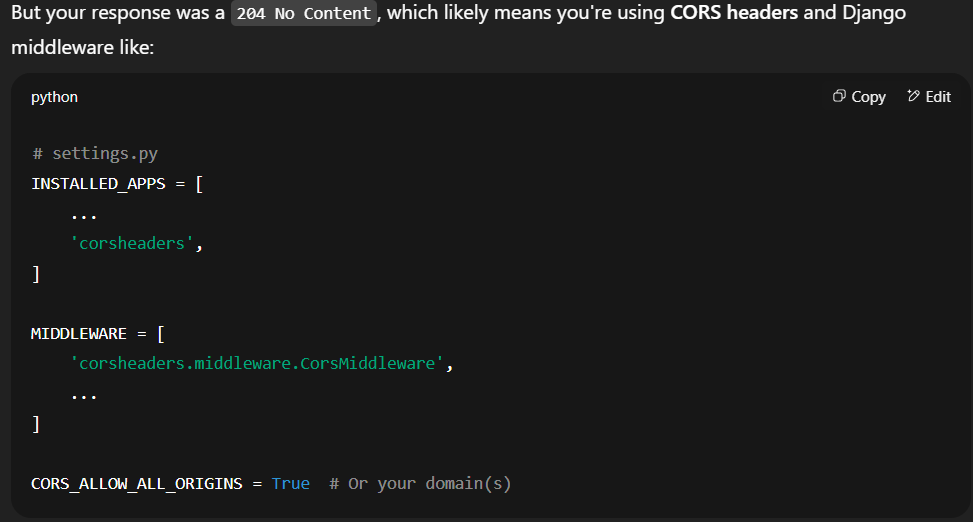 But your response was a 204 No Content, which likely means you're using CORS headers and Django
middleware like:
python
Copy
Edit
# settings.py
INSTALLED_APPS = [
    ...
    'corsheaders',
]
MIDDLEWARE = [
    'corsheaders.middleware.CorsMiddleware',
    ...
]
CORS_ALLOW_ALL_ORIGINS = True  # Or your domain(s)